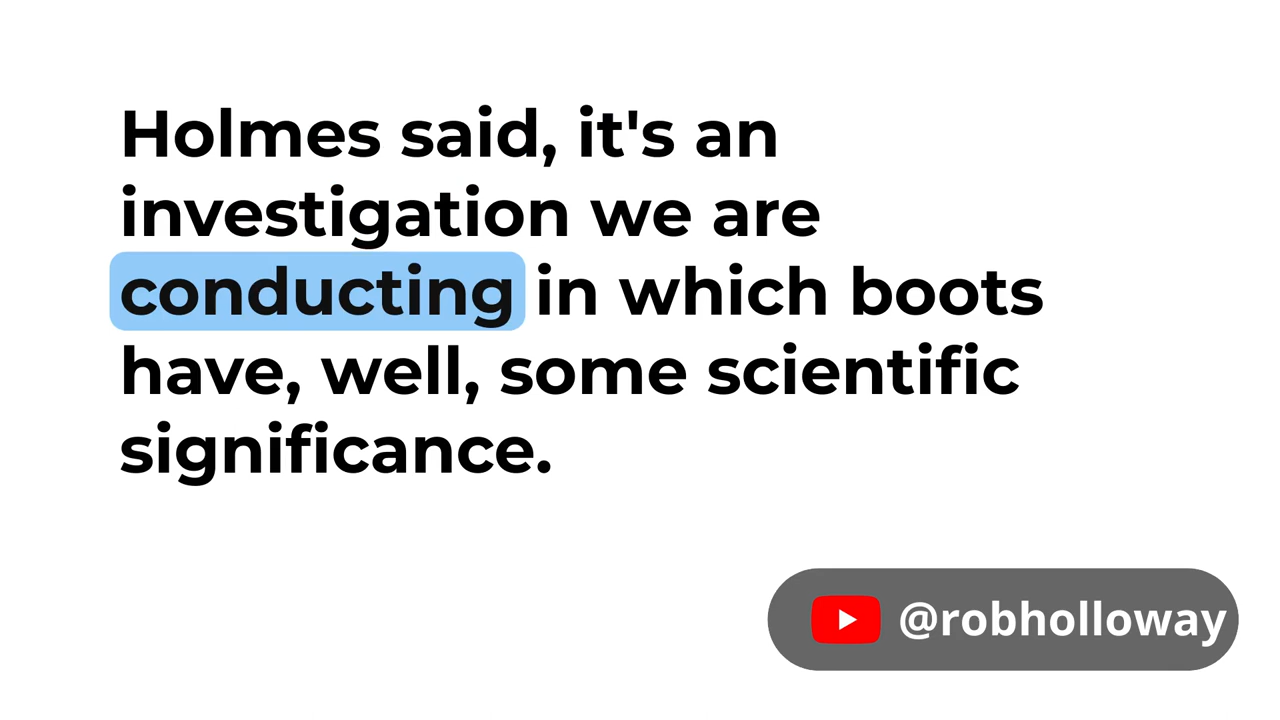 Holmes said, it's an
investigation we are
conducting in which boots
have, well, some scientific
significance.
@robholloway